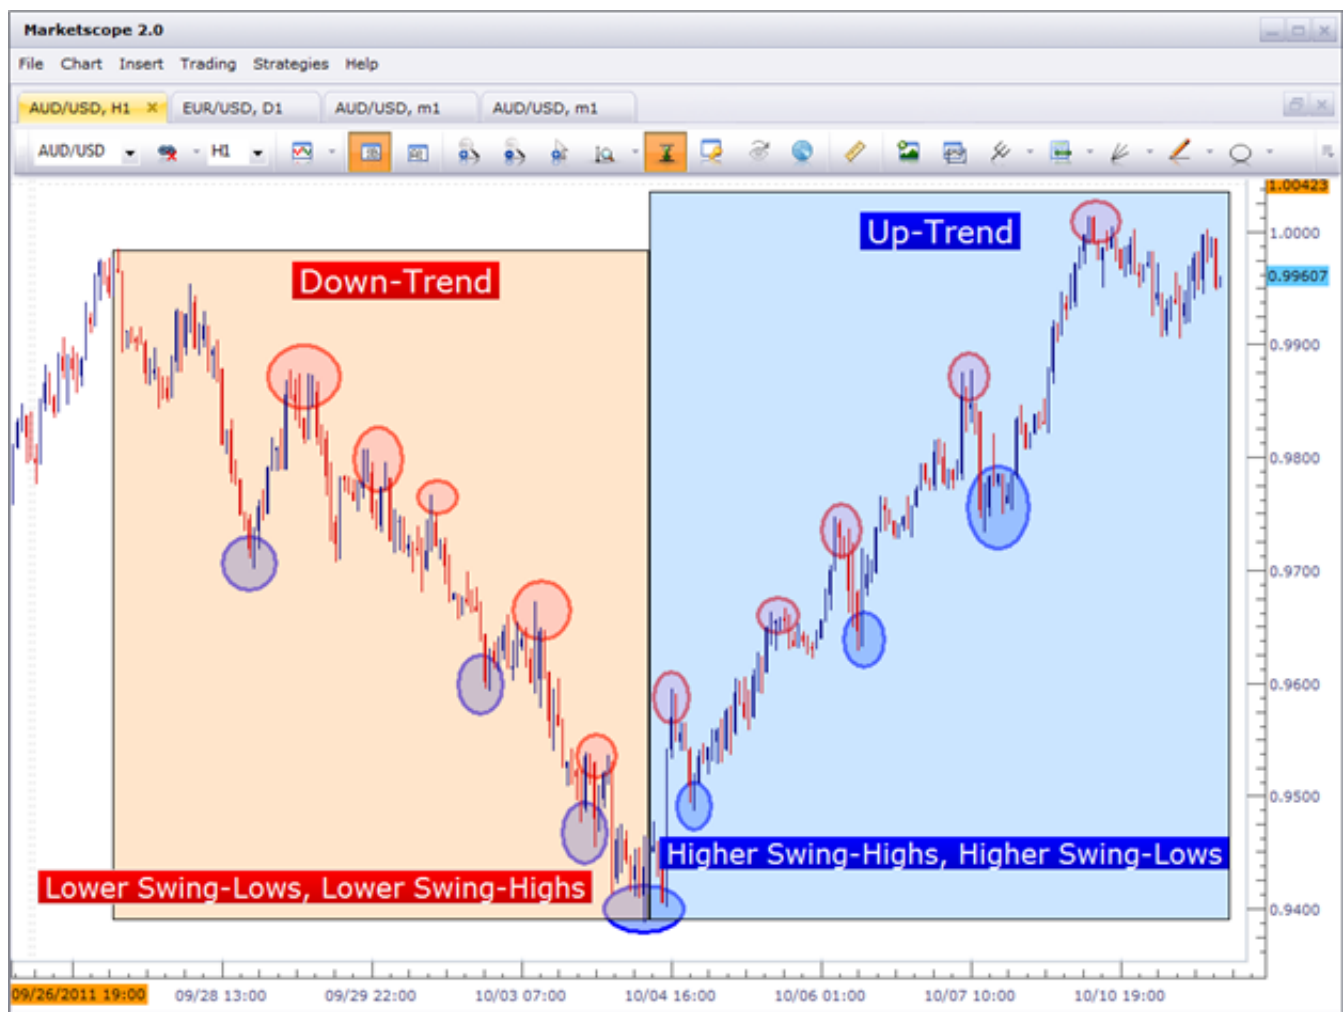 Marketscope 2.0
File Chart Insert Trading Strategies Help
AUD/USD, H1 EUR/USD, D1 AUD/USD, m1 AUD/USD, m1
AUD/USD H1
1.00423
Up-Trend
1.0000
Down-Trend
0.99607
0.9900
0.9800
0.9700
0.9600
0.9500
Higher Swing-Highs, Higher Swing-Lows
Lower Swing-Lows, Lower Swing-Highs
0.9400
09/26/2011 19:00 09/28 13:00 09/29 22:00 10/03 07:00 10/04 16:00 10/06 01:00 10/07 10:00 10/10 19:00